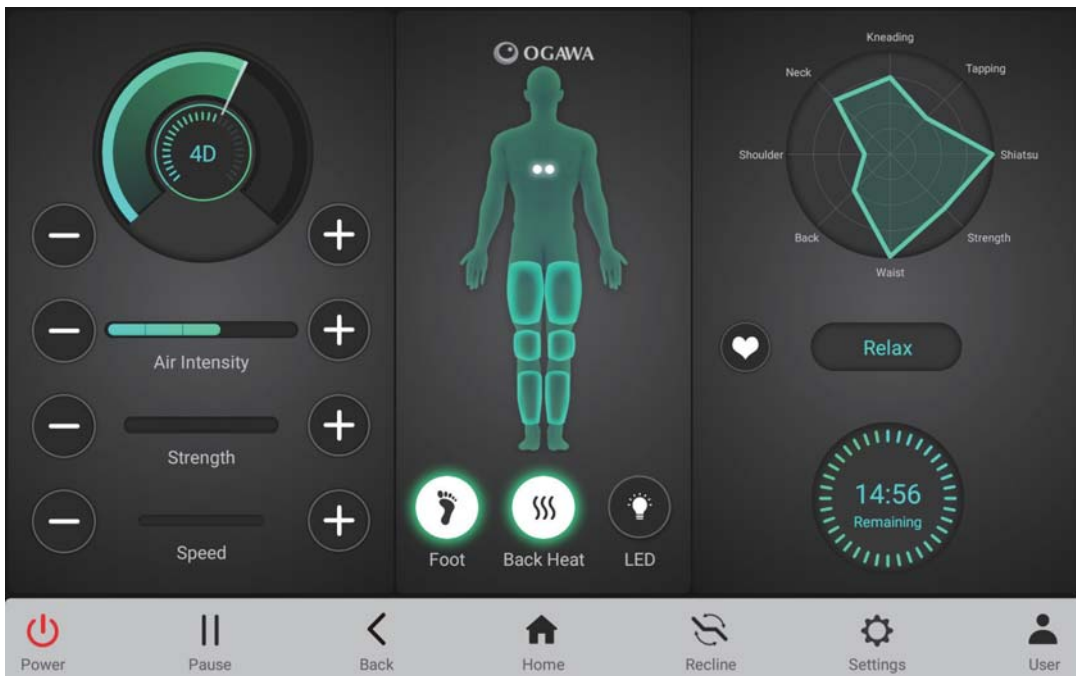 4D
Air Intensity
Strength
Speed
OGAWA
Foot
Back Heat
LED
Kneading
Neck
Tapping
Shoulder
Shiatsu
Back
Strength
Waist
Relax
14:56
Remaining
Power
Pause
Back
Home
Recline
Settings
User